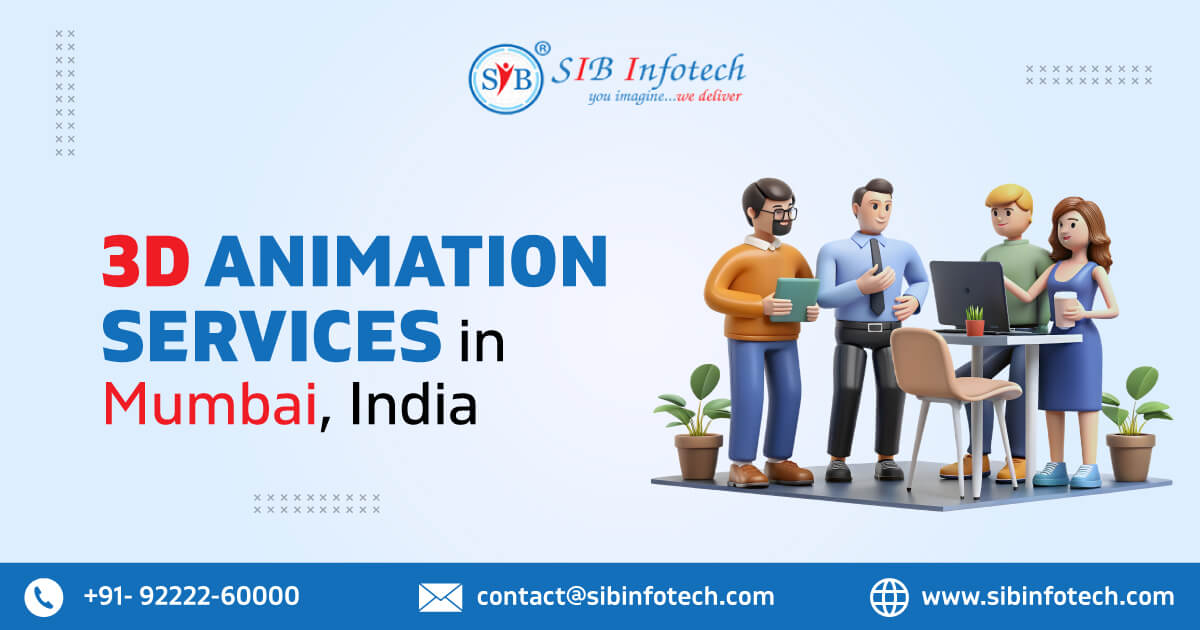 SIB
®
SIB Infotech
you imagine...we deliver
3D ANIMATION
SERVICES in
Mumbai, India
+91- 92222-60000
contact@sibinfotech.com
www.sibinfotech.com